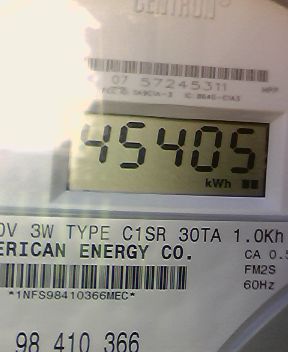 CENTRON
07 57245311
45405
kWh
3W TYPE C1SR 30TA 1.0Kh
ERICAN ENERGY CO.
CA 0.5
FM2S
60Hz
*1NFS98410366MEC*
98 410 366